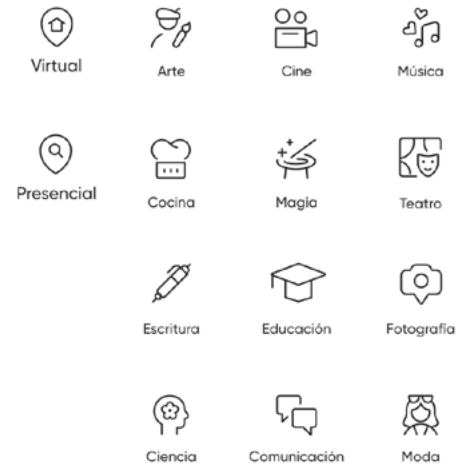 Virtual
Arte
Cine
Música
Presencial
Cocina
Magia
Teatro
Escritura
Educación
Fotografía
Ciencia
Comunicación
Moda